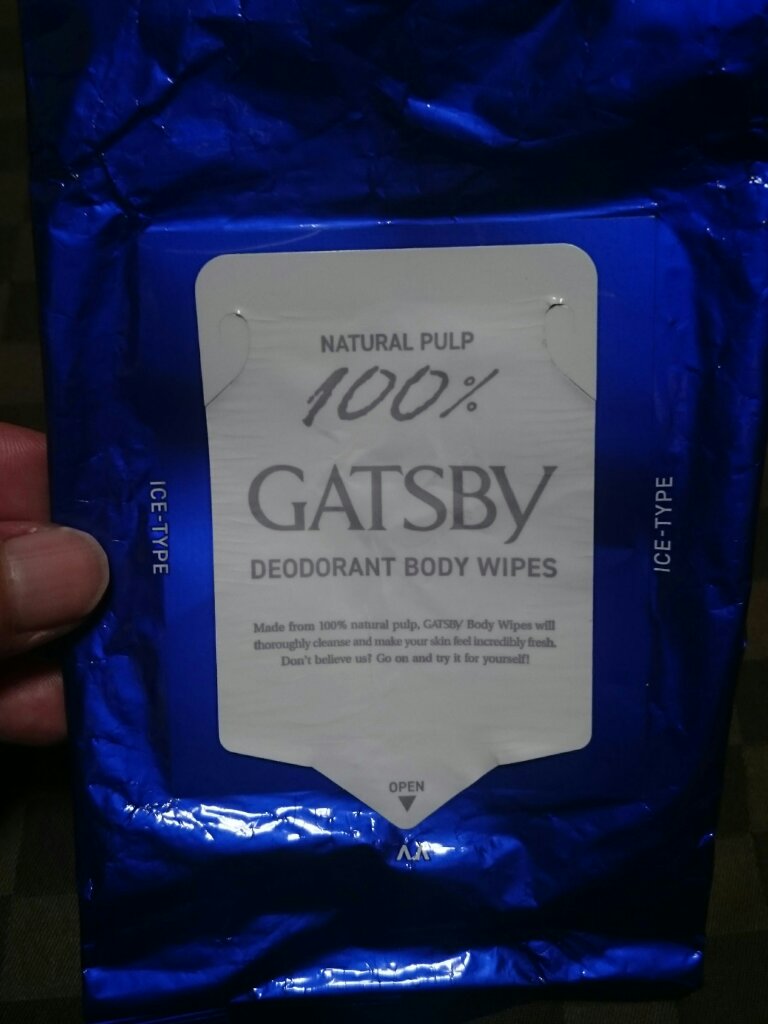 NATURAL PULP
100%
GATSBY
DEODORANT BODY WIPES
ICE-TYPE
ICE-TYPE
Made from 100% natural pulp, GATSBY Body Wipes will
thoroughly cleanse and make your skin feel incredibly fresh.
Don't believe us? Go on and try it for yourself!
OPEN